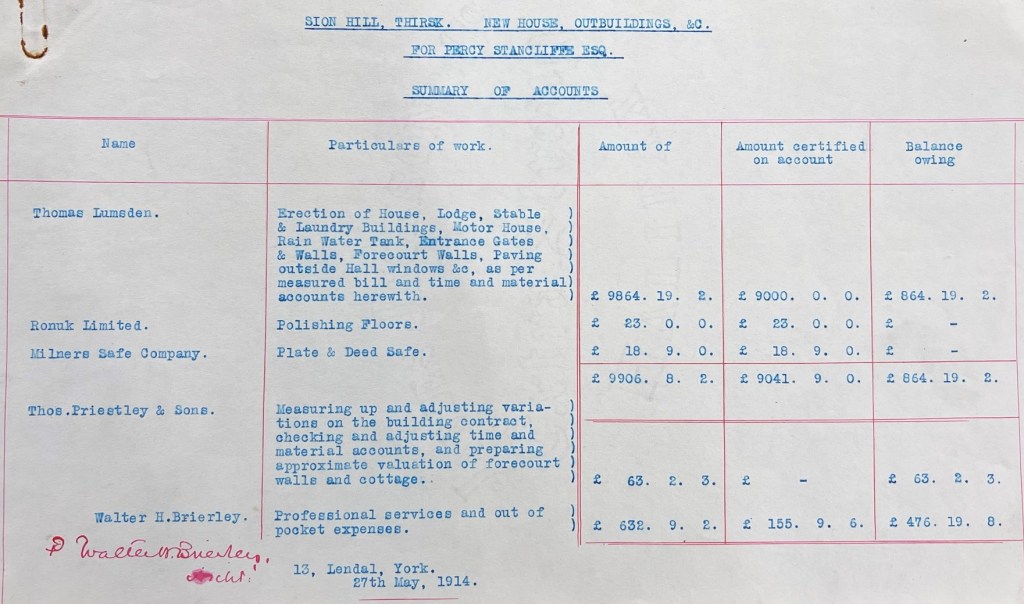 SION HILL, THIRSK. NEW HOUSE, OUTBUILDINGS, &C.
FOR PERCY STANCLIFFE ESQ.
SUMMARY OF ACCOUNTS
Name Particulars of work. Amount of Amount certified on account Balance owing
Thomas Lumsden. Erection of House, Lodge, Stable )
& Laundry Buildings, Motor House, )
Rain Water Tank, Entrance Gates )
& Walls, Forecourt Walls, Paving )
outside Hall windows &c, as per )
measured bill and time and material)
accounts herewith. ) £ 9864. 19. 2. £ 9000. 0. 0. £ 864. 19. 2.
Ronuk Limited. Polishing Floors. £ 23. 0. 0. £ 23. 0. 0. £ -
Milners Safe Company. Plate & Deed Safe. £ 18. 9. 0. £ 18. 9. 0. £ -
£ 9906. 8. 2. £ 9041. 9. 0. £ 864. 19. 2.
Thos.Priestley & Sons. Measuring up and adjusting varia- )
tions on the building contract, )
checking and adjusting time and )
material accounts, and preparing )
approximate valuation of forecourt )
walls and cottage.. ) £ 63. 2. 3. £ - £ 63. 2. 3.
Walter H.Brierley. Professional services and out of )
pocket expenses. ) £ 632. 9. 2. £ 155. 9. 6. £ 476. 19. 8.
Walter H. Brierley.
Archt.
13, Lendal, York.
27th May, 1914.